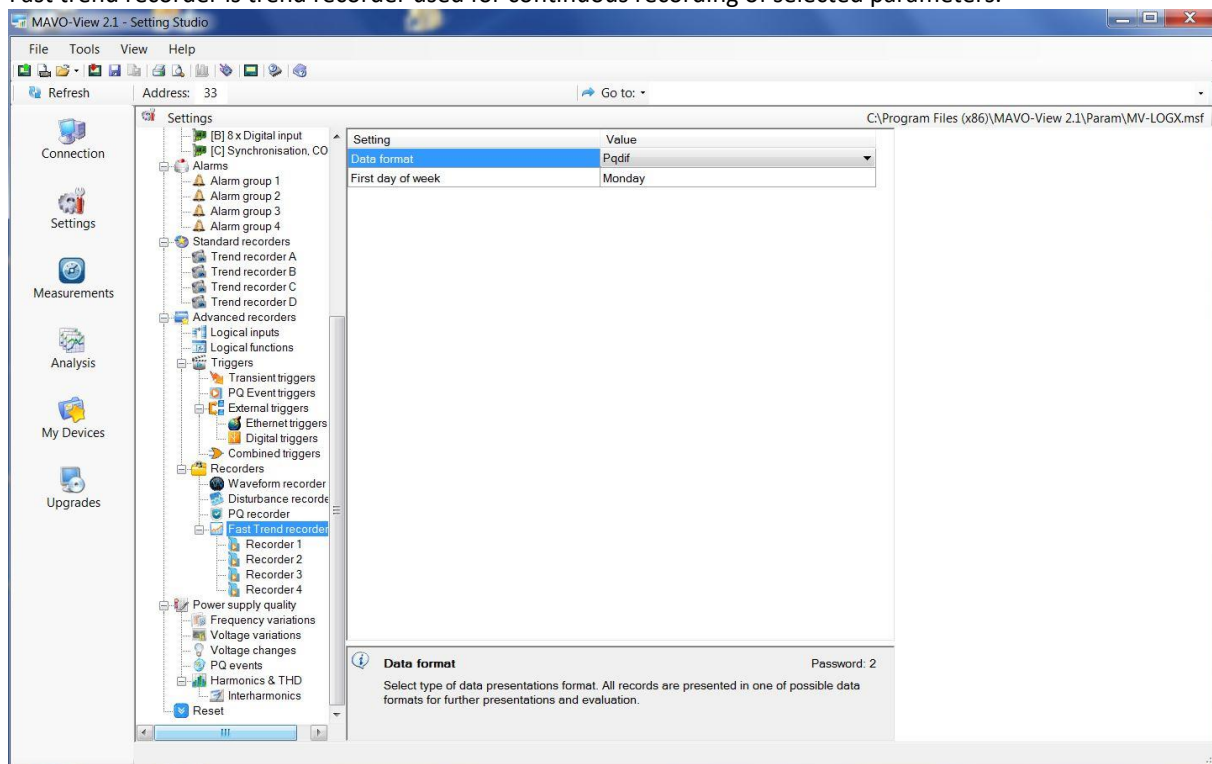 Fast trend recorder is trend recorder used for continuous recording of selected parameters.
MAVO-View 2.1 - Setting Studio
File Tools View Help
Refresh Address: 33 Go to:
Settings C:\Program Files (x86)\MAVO-View 2.1\Param\MV-LOGX.msf
Connection
Settings
Measurements
Analysis
My Devices
Upgrades
[B] 8 x Digital input
[C] Synchronisation, CO
Alarms
Alarm group 1
Alarm group 2
Alarm group 3
Alarm group 4
Standard recorders
Trend recorder A
Trend recorder B
Trend recorder C
Trend recorder D
Advanced recorders
Logical inputs
Logical functions
Triggers
Transient triggers
PQ Event triggers
External triggers
Ethernet triggers
Digital triggers
Combined triggers
Recorders
Waveform recorder
Disturbance recorde
PQ recorder
Fast Trend recorder
Recorder 1
Recorder 2
Recorder 3
Recorder 4
Power supply quality
Frequency variations
Voltage variations
Voltage changes
PQ events
Harmonics & THD
Interharmonics
Reset
Setting Value
Data format Pqdif
First day of week Monday
Data format Password: 2
Select type of data presentations format. All records are presented in one of possible data
formats for further presentations and evaluation.